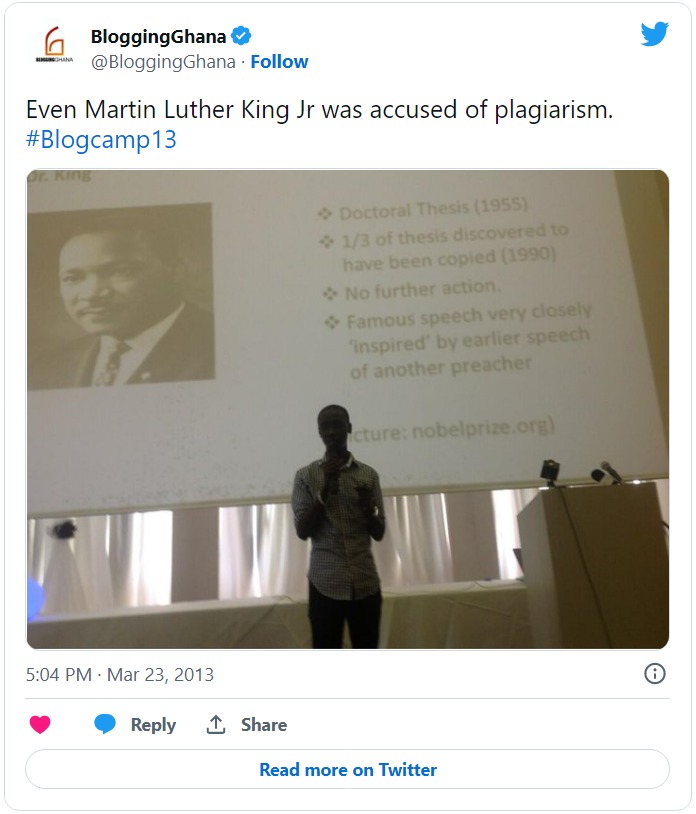 BloggingGhana
BLOGGINGGHANA
@BloggingGhana · Follow
Even Martin Luther King Jr was accused of plagiarism.
#Blogcamp13
Dr. King
❖ Doctoral Thesis (1955)
❖ 1/3 of thesis discovered to
have been copied (1990)
❖ No further action.
❖ Famous speech very closely
'inspired' by earlier speech
of another preacher
cture: nobelprize.org)
5:04 PM · Mar 23, 2013
Reply
Share
Read more on Twitter